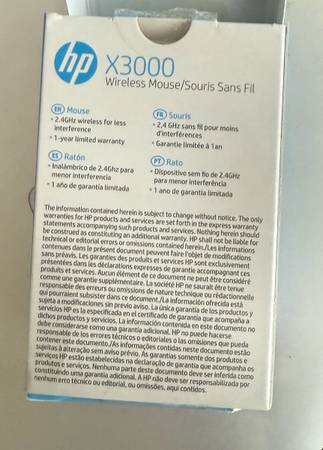 hp X3000
Wireless Mouse/Souris Sans Fil
EN Mouse
• 2.4GHz wireless for less
interference
• 1-year limited warranty
FR Souris
• 2.4 GHz sans fil pour moins
d'interférences
• Garantie limitée à 1an
ES Ratón
• Inalámbrico de 2.4GHz para
menor interferencia
• 1 año de garantía limitada
PT Rato
• Dispositivo sem fio de 2.4GHz
para menor interferência
• 1 ano de garantia limitada
The information contained herein is subject to change without notice. The only
warranties for HP products and services are set forth in the express warranty
statements accompanying such products and services. Nothing herein should
be construed as constituting an additional warranty. HP shall not be liable for
technical or editorial errors or omissions contained herein./Les informations
contenues dans le présent document peuvent faire l'objet de modifications
sans préavis. Les garanties des produits et services HP sont exclusivement
présentées dans les déclarations expresses de garantie accompagnant ces
produits et services. Aucun élément de ce document ne peut être considéré
comme une garantie supplémentaire. La société HP ne saurait être tenue
responsable des erreurs ou omissions de nature technique ou rédactionnelle
qui pourraient subsister dans ce document./La información ofrecida está
sujeta a modificaciones sin previo aviso. La única garantía de los productos y
servicios HP es la especificada en el certificado de garantía que acompaña a
dichos productos y servicios. La información contenida en este documento no
debe considerarse como una garantía adicional. HP no puede hacerse
responsable de los errores técnicos o editoriales o las omisiones que pueda
contener este documento./As informações contidas neste documento estão
sujeitas à alteração sem aviso prévio. As garantias somente dos produtos e
serviços HP estão estabelecidas na declaração de garantia que acompanha os
produtos e serviços. Nenhuma parte deste documento deve ser inferida como
constituindo uma garantia adicional. A HP não deve ser responsabilizada por
nenhum erro técnico ou editorial, ou omissões, aqui contidos.